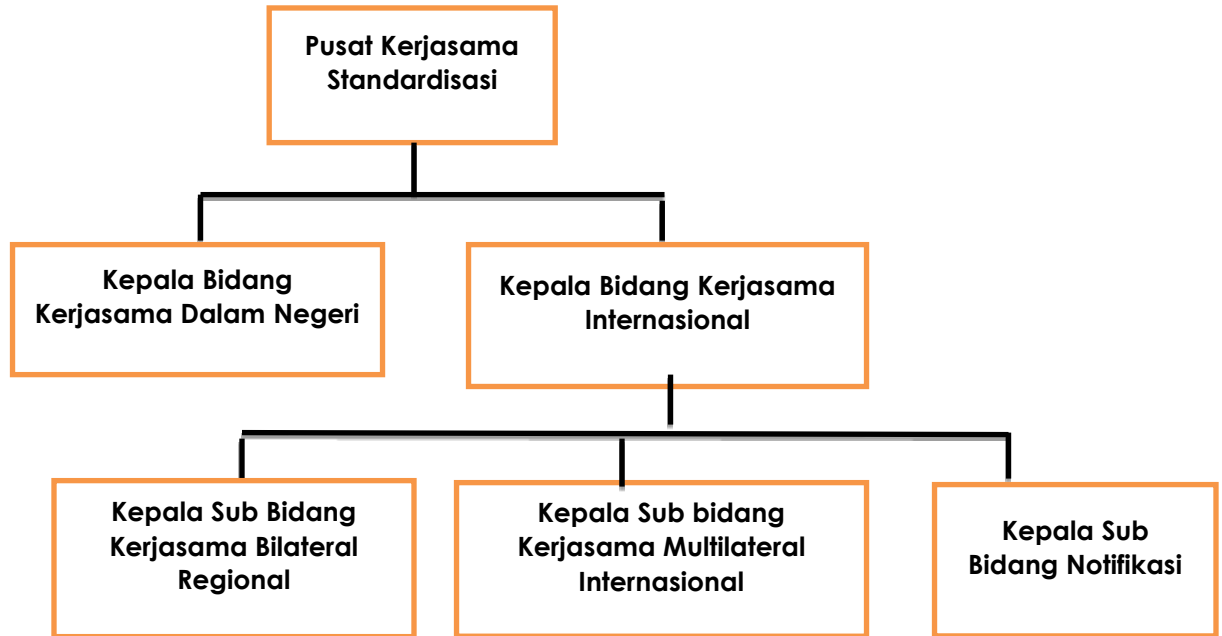 Pusat Kerjasama
Standardisasi
Kepala Bidang
Kerjasama Dalam Negeri
Kepala Bidang Kerjasama
Internasional
Kepala Sub Bidang
Kerjasama Bilateral
Regional
Kepala Sub bidang
Kerjasama Multilateral
Internasional
Kepala Sub
Bidang Notifikasi